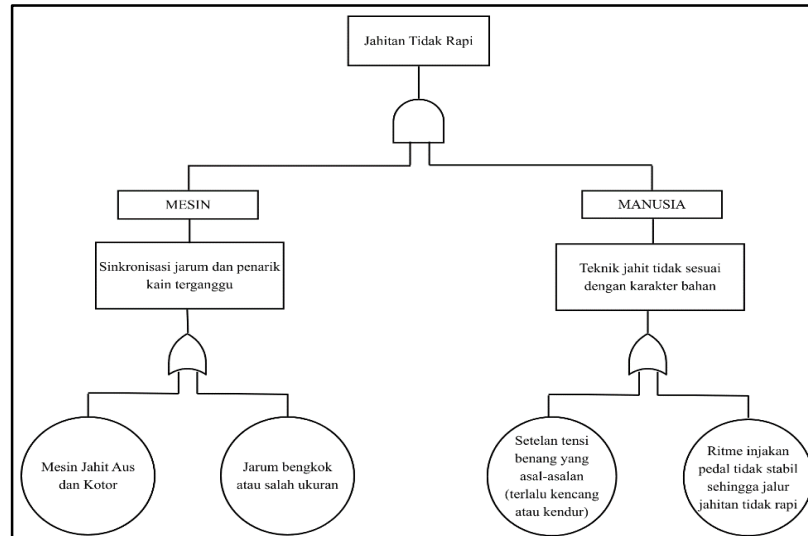 Jahitan Tidak Rapi
MESIN
MANUSIA
Sinkronisasi jarum dan penarik
kain terganggu
Teknik jahit tidak sesuai
dengan karakter bahan
Mesin Jahit Aus
dan Kotor
Jarum bengkok
atau salah ukuran
Setelan tensi
benang yang
asal-asalan
(terlalu kencang
atau kendur)
Ritme injakan
pedal tidak stabil
sehingga jalur
jahitan tidak rapi